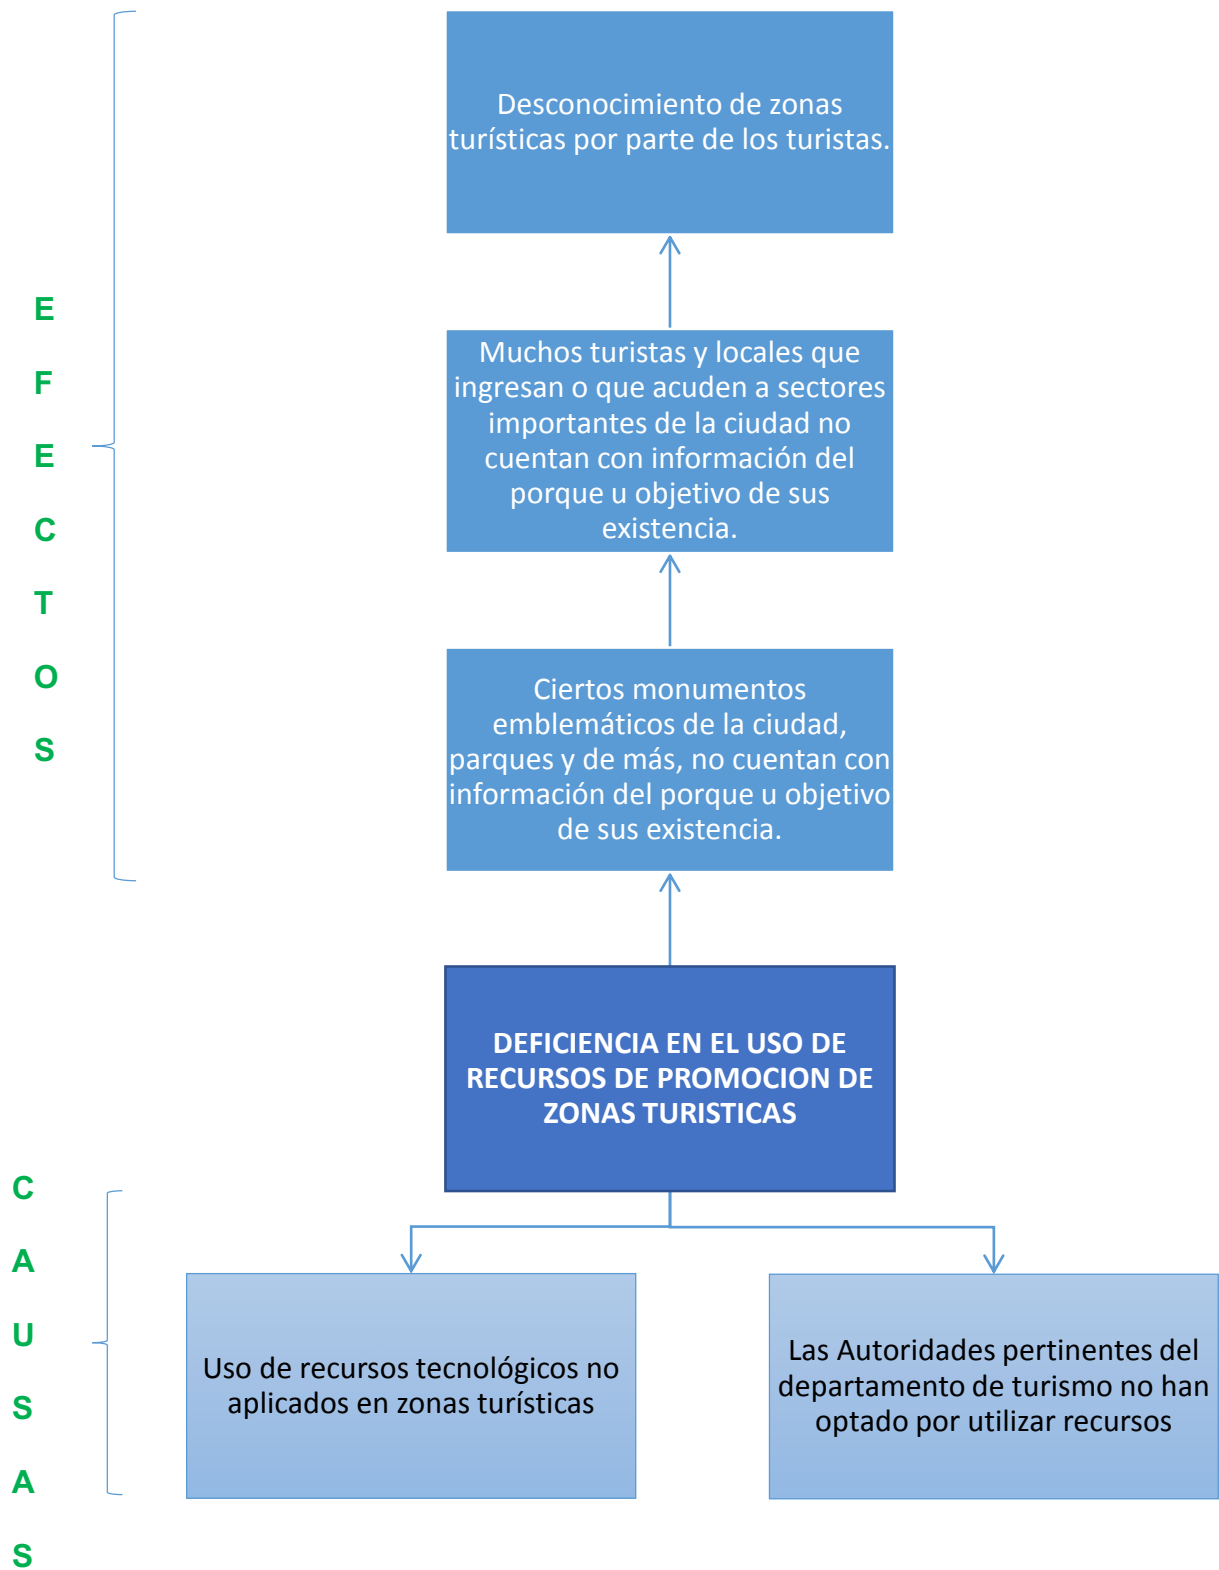 Desconocimiento de zonas
turísticas por parte de los turistas.
Muchos turistas y locales que
ingresan o que acuden a sectores
importantes de la ciudad no
cuentan con información del
porque u objetivo de sus
existencia.
Ciertos monumentos
emblemáticos de la ciudad,
parques y de más, no cuentan con
información del porque u objetivo
de sus existencia.
E
F
E
C
T
O
S
DEFICIENCIA EN EL USO DE
RECURSOS DE PROMOCION DE
ZONAS TURISTICAS
C
A
U
S
A
S
Uso de recursos tecnológicos no
aplicados en zonas turísticas
Las Autoridades pertinentes del
departamento de turismo no han
optado por utilizar recursos